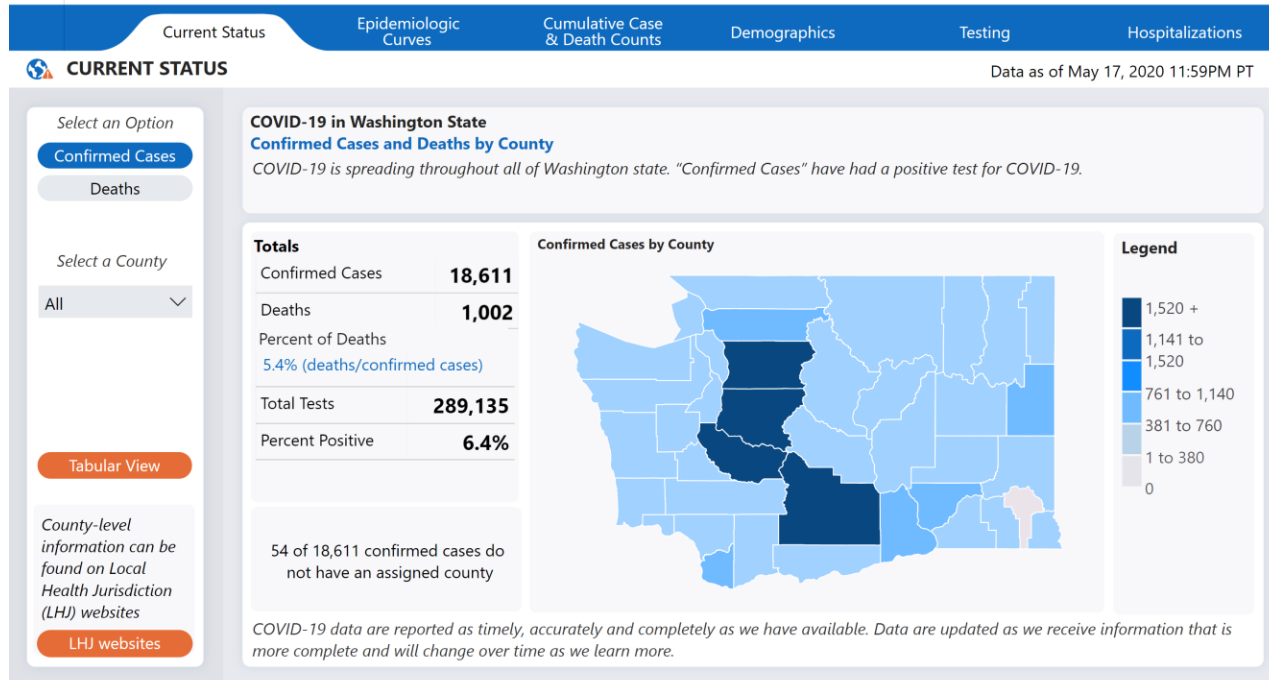 Current Status
Epidemiologic
Curves
Cumulative Case
& Death Counts
Demographics
Testing
Hospitalizations
CURRENT STATUS
Data as of May 17, 2020 11:59PM PT
Select an Option
Confirmed Cases
Deaths
Select a County
All
Tabular View
County-level
information can be
found on Local
Health Jurisdiction
(LHJ) websites
LHJ websites
COVID-19 in Washington State
Confirmed Cases and Deaths by County
COVID-19 is spreading throughout all of Washington state. “Confirmed Cases” have had a positive test for COVID-19.
Totals
Confirmed Cases 18,611
Deaths 1,002
Percent of Deaths
5.4% (deaths/confirmed cases)
Total Tests 289,135
Percent Positive 6.4%
54 of 18,611 confirmed cases do
not have an assigned county
Confirmed Cases by County
Legend
1,520 +
1,141 to
1,520
761 to 1,140
381 to 760
1 to 380
0
COVID-19 data are reported as timely, accurately and completely as we have available. Data are updated as we receive information that is
more complete and will change over time as we learn more.